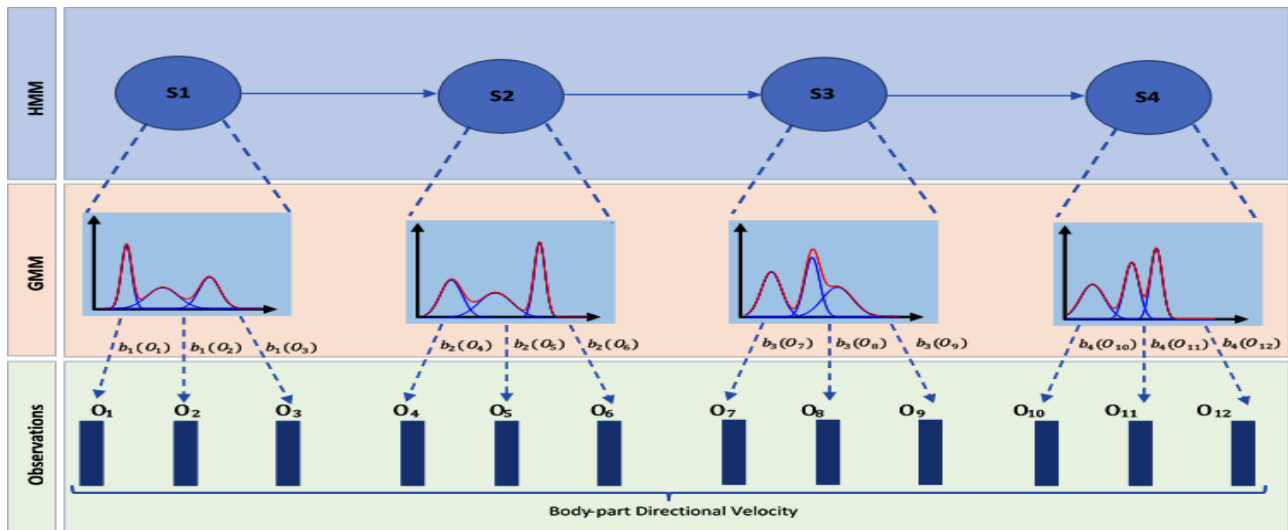 HMM
S1 S2 S3 S4
GMM
b₁(O₁) b₁(O₂) b₁(O₃) b₂(O₄) b₂(O₅) b₂(O₆) b₃(O₇) b₃(O₈) b₃(O₉) b₄(O₁₀) b₄(O₁₁) b₄(O₁₂)
Observations
O₁ O₂ O₃ O₄ O₅ O₆ O₇ O₈ O₉ O₁₀ O₁₁ O₁₂
Body-part Directional Velocity